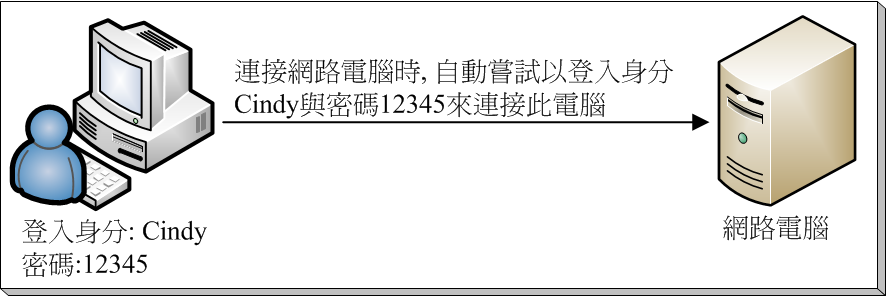 連接網路電腦時, 自動嘗試以登入身分
Cindy與密碼12345來連接此電腦
登入身分: Cindy
密碼:12345
網路電腦